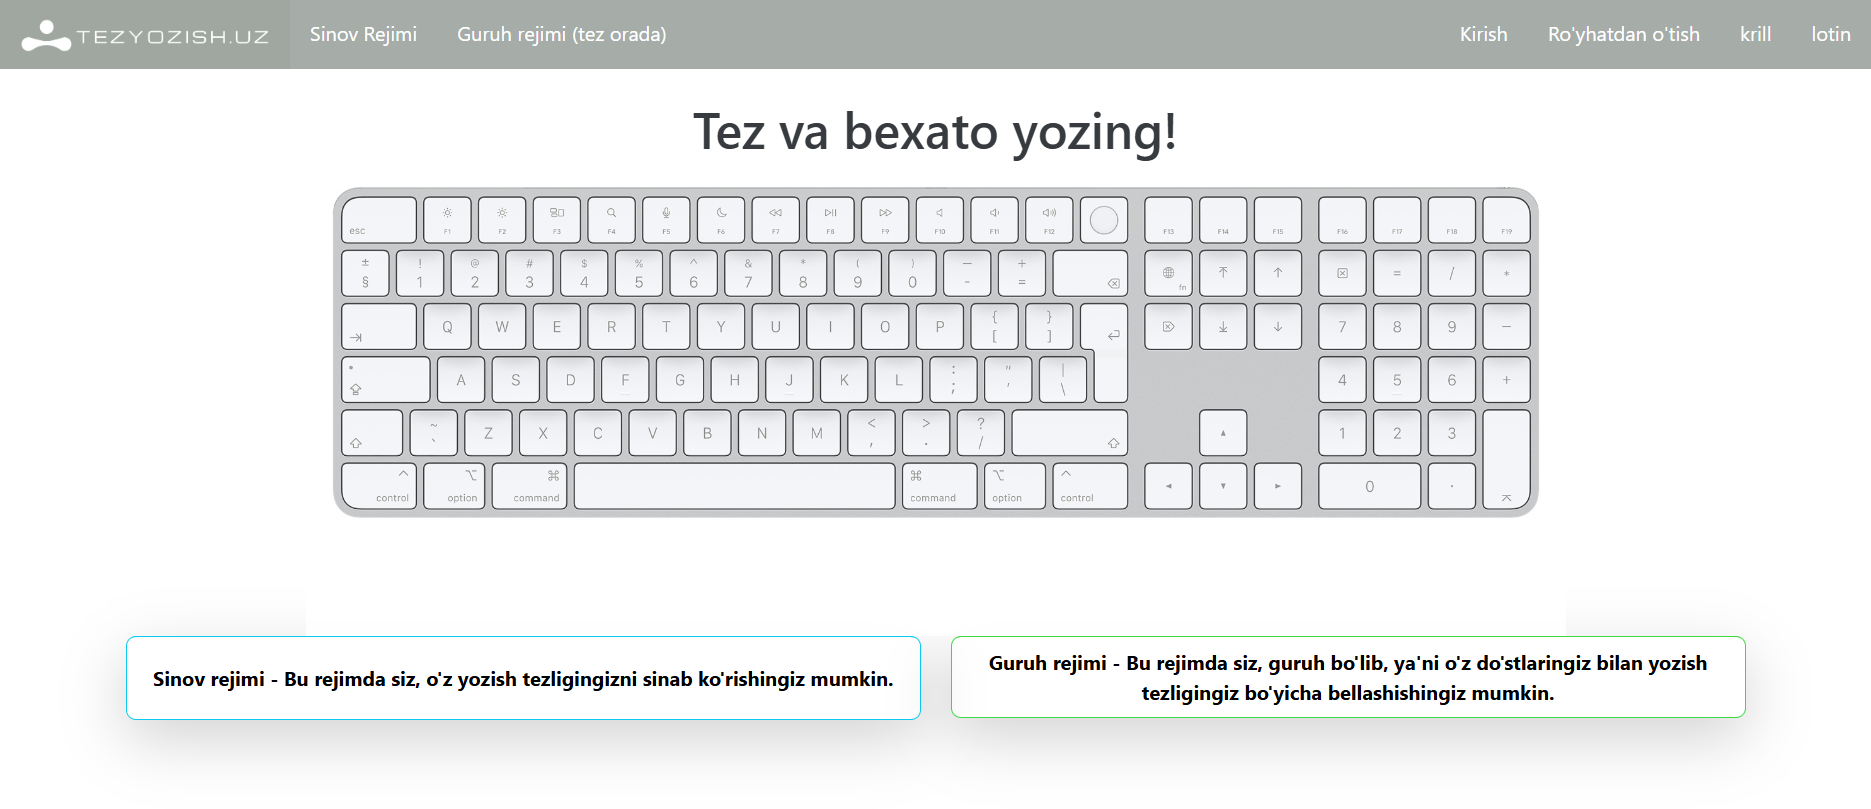 TEZYOZISH.UZ Sinov Rejimi Guruh rejimi (tez orada) Kirish Ro'yhatdan o'tish krill lotin
Tez va bexato yozing!
esc F1 F2 F3 F4 F5 F6 F7 F8 F9 F10 F11 F12 F13 F14 F15 F16 F17 F18 F19
± ! @ # $ % ^ & * ( ) — +
§ 1 2 3 4 5 6 7 8 9 0 - = fn = / *
Q W E R T Y U I O P { [ } ] 7 8 9 —
A S D F G H J K L : ; " ' | \ 4 5 6 +
~ ` Z X C V B N M < , > . ? / 1 2 3
control option command command option control 0 .
Sinov rejimi - Bu rejimda siz, o'z yozish tezligingizni sinab ko'rishingiz mumkin.
Guruh rejimi - Bu rejimda siz, guruh bo'lib, ya'ni o'z do'stlaringiz bilan yozish
tezligingiz bo'yicha bellashishingiz mumkin.